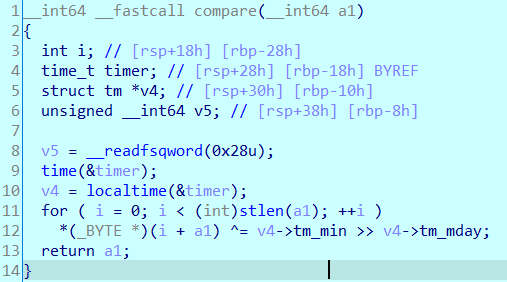 1 __int64 __fastcall compare(__int64 a1)
2 {
3 int i; // [rsp+18h] [rbp-28h]
4 time_t timer; // [rsp+28h] [rbp-18h] BYREF
5 struct tm *v4; // [rsp+30h] [rbp-10h]
6 unsigned __int64 v5; // [rsp+38h] [rbp-8h]
7
8 v5 = __readfsqword(0x28u);
9 time(&timer);
10 v4 = localtime(&timer);
11 for ( i = 0; i < (int)stlen(a1); ++i )
12 *(_BYTE *)(i + a1) ^= v4->tm_min >> v4->tm_mday;
13 return a1;
14 }